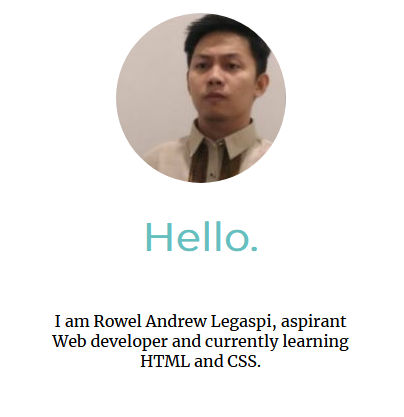 Hello.
I am Rowel Andrew Legaspi, aspirant
Web developer and currently learning
HTML and CSS.